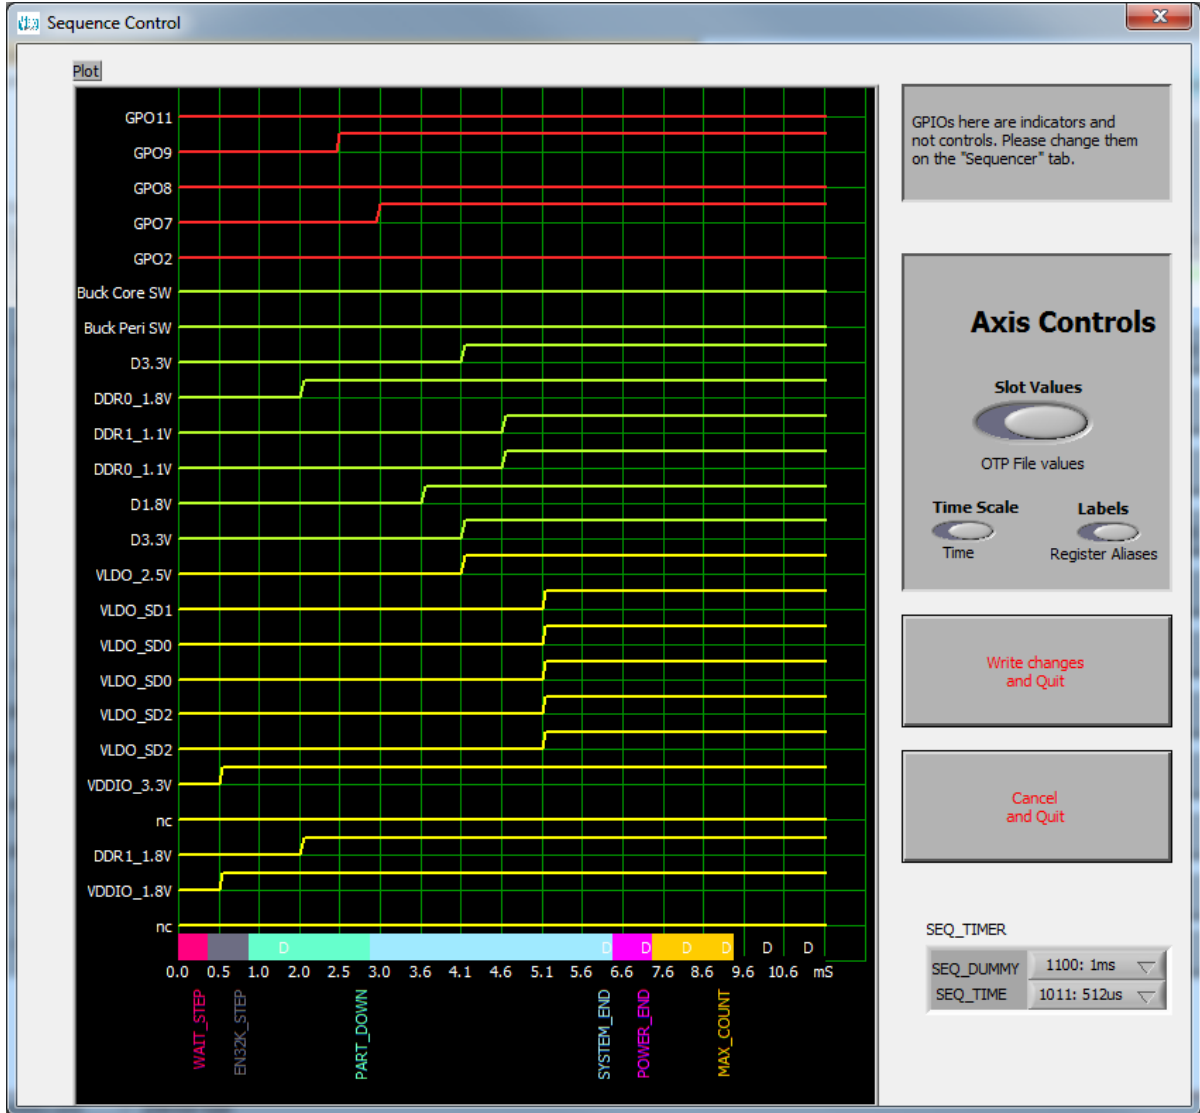 Sequence Control
Plot
GPO11
GPO9
GPO8
GPO7
GPO2
Buck Core SW
Buck Peri SW
D3.3V
DDR0_1.8V
DDR1_1.1V
DDR0_1.1V
D1.8V
D3.3V
VLDO_2.5V
VLDO_SD1
VLDO_SD0
VLDO_SD0
VLDO_SD2
VLDO_SD2
VDDIO_3.3V
nc
DDR1_1.8V
VDDIO_1.8V
nc
D D D D D D D
0.0 0.5 1.0 2.0 2.5 3.0 3.6 4.1 4.6 5.1 5.6 6.6 7.6 8.6 9.6 10.6 mS
WAIT_STEP
EN32K_STEP
PART_DOWN
SYSTEM_END
POWER_END
MAX_COUNT
GPIOs here are indicators and
not controls. Please change them
on the "Sequencer" tab.
Axis Controls
Slot Values
OTP File values
Time Scale
Time
Labels
Register Aliases
Write changes
and Quit
Cancel
and Quit
SEQ_TIMER
SEQ_DUMMY 1100: 1ms
SEQ_TIME 1011: 512us